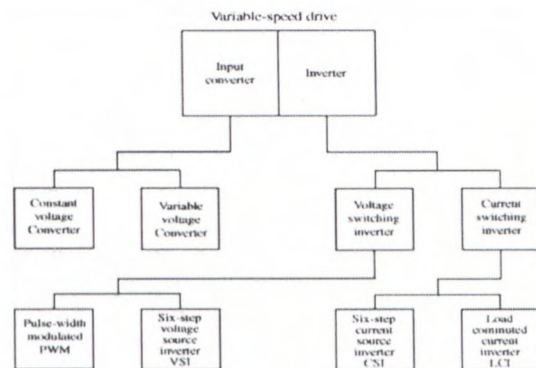 Variable-speed drive
Input
converter
Inverter
Constant
voltage
Converter
Variable
voltage
Converter
Voltage
switching
inverter
Current
switching
inverter
Pulse-width
modulated
PWM
Six-step
voltage
source
inverter
VSI
Six-step
current
source
inverter
CSI
Load
commuted
current
inverter
LCI